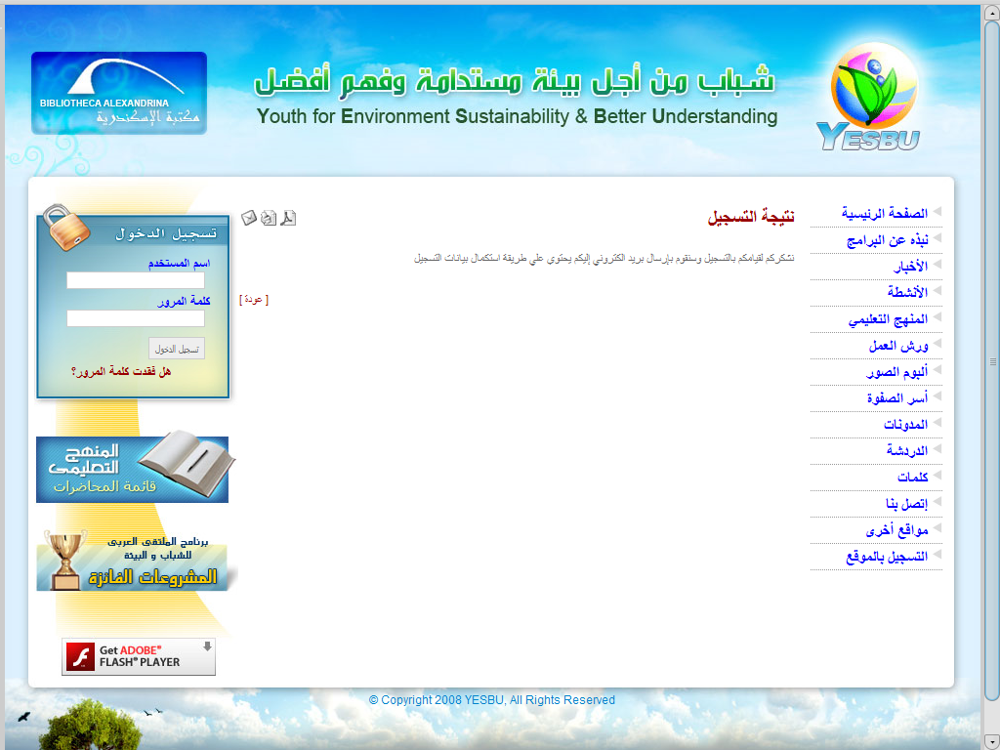 BIBLIOTHECA ALEXANDRINA
مكتبة الإسكندرية
شباب من أجل بيئة مستدامة وفهم أفضل
Youth for Environment Sustainability & Better Understanding
YESBU
الصفحة الرئيسية
نبذه عن البرامج
الأخبار
الأنشطة
المنهج التعليمي
ورش العمل
ألبوم الصور
أسر الصفوة
المدونات
الدردشة
كلمات
إتصل بنا
مواقع أخرى
التسجيل بالموقع
نتيجة التسجيل
نشكركم لقيامكم بالتسجيل وسنقوم بإرسال بريد الكتروني إليكم يحتوي علي طريقة استكمال بيانات التسجيل
[ عودة ]
تسجيل الدخول
اسم المستخدم
كلمة المرور
تسجيل الدخول
هل فقدت كلمة المرور؟
المنهج
التعليمى
قائمة المحاضرات
برنامج الملتقى العربى
للشباب و البيئة
المشروعات الفائزة
Get ADOBE®
FLASH® PLAYER
© Copyright 2008 YESBU, All Rights Reserved